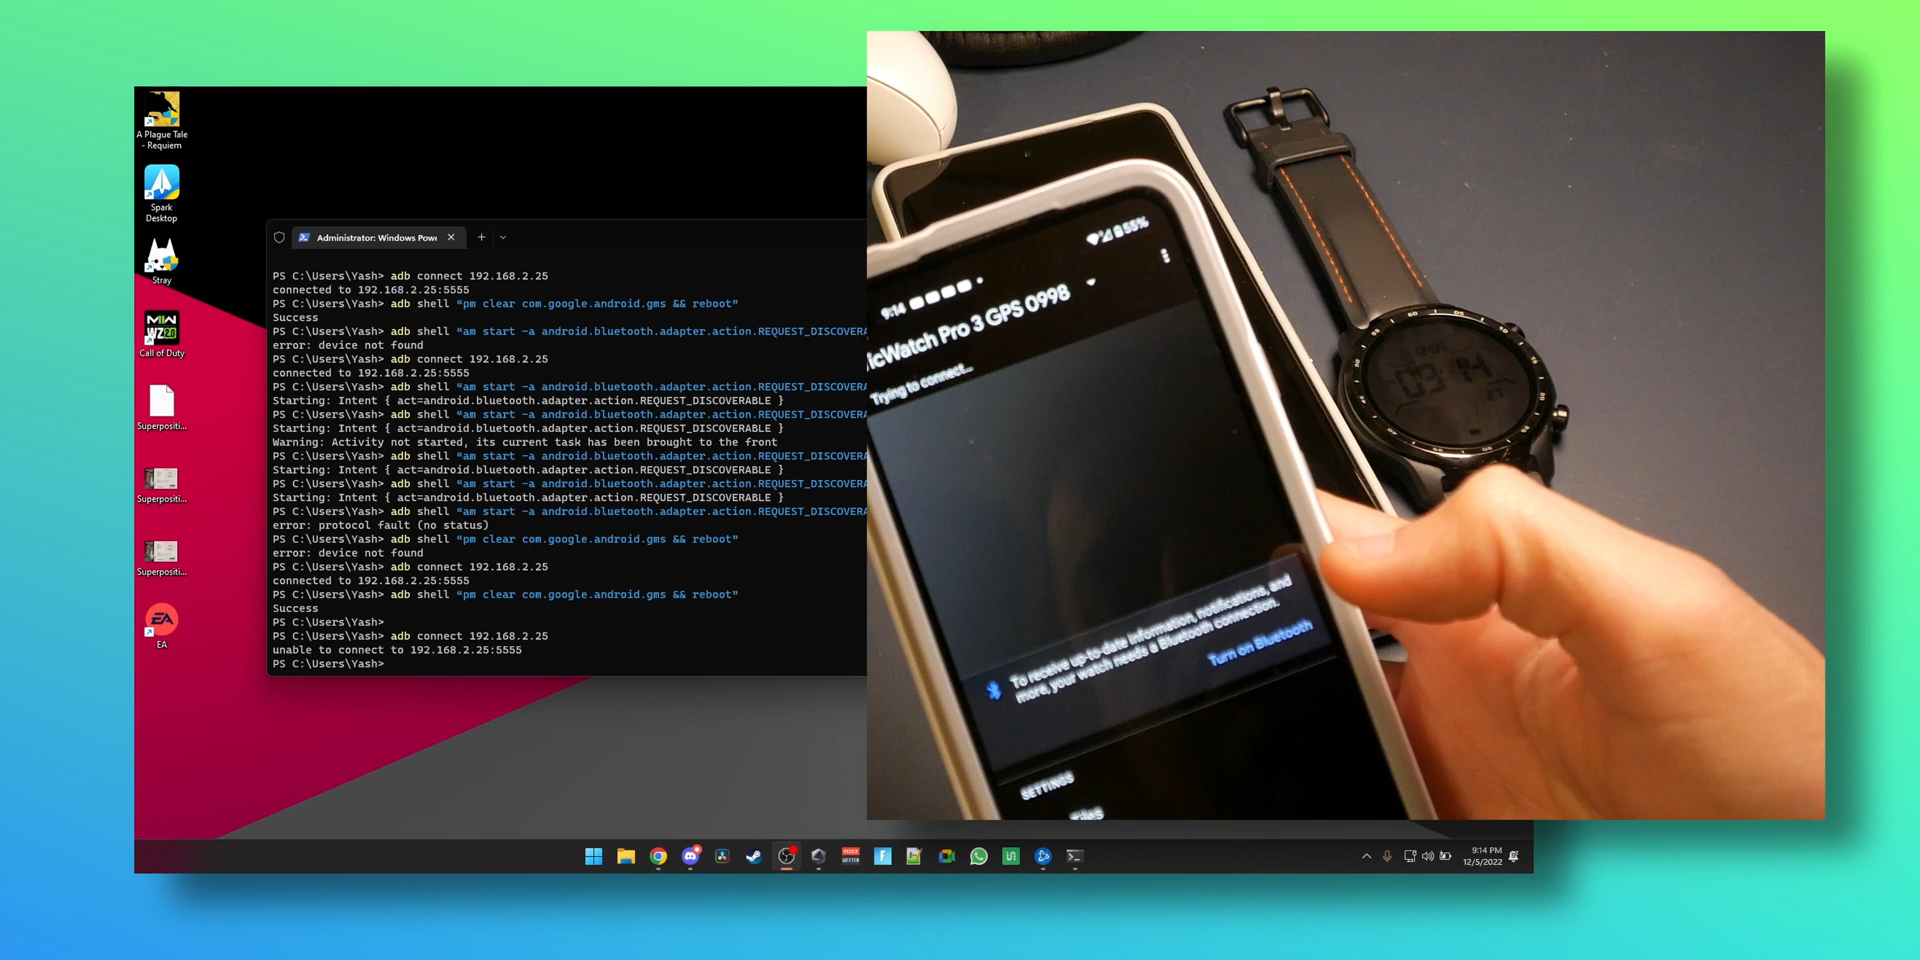 A Plague Tale
- Requiem
Spark
Desktop
Stray
MW
WZ 2.0
Call of Duty
Superpositi...
Superpositi...
Superpositi...
EA
EA
Administrator: Windows Powe
PS C:\Users\Yash> adb connect 192.168.2.25
connected to 192.168.2.25:5555
PS C:\Users\Yash> adb shell "pm clear com.google.android.gms && reboot"
Success
PS C:\Users\Yash> adb shell "am start -a android.bluetooth.adapter.action.REQUEST_DISCOVERA
error: device not found
PS C:\Users\Yash> adb connect 192.168.2.25
connected to 192.168.2.25:5555
PS C:\Users\Yash> adb shell "am start -a android.bluetooth.adapter.action.REQUEST_DISCOVERA
Starting: Intent { act=android.bluetooth.adapter.action.REQUEST_DISCOVERABLE }
PS C:\Users\Yash> adb shell "am start -a android.bluetooth.adapter.action.REQUEST_DISCOVERA
Starting: Intent { act=android.bluetooth.adapter.action.REQUEST_DISCOVERABLE }
Warning: Activity not started, its current task has been brought to the front
PS C:\Users\Yash> adb shell "am start -a android.bluetooth.adapter.action.REQUEST_DISCOVERA
Starting: Intent { act=android.bluetooth.adapter.action.REQUEST_DISCOVERABLE }
PS C:\Users\Yash> adb shell "am start -a android.bluetooth.adapter.action.REQUEST_DISCOVERA
Starting: Intent { act=android.bluetooth.adapter.action.REQUEST_DISCOVERABLE }
PS C:\Users\Yash> adb shell "am start -a android.bluetooth.adapter.action.REQUEST_DISCOVERA
error: protocol fault (no status)
PS C:\Users\Yash> adb shell "pm clear com.google.android.gms && reboot"
error: device not found
PS C:\Users\Yash> adb connect 192.168.2.25
connected to 192.168.2.25:5555
PS C:\Users\Yash> adb shell "pm clear com.google.android.gms && reboot"
Success
PS C:\Users\Yash>
PS C:\Users\Yash> adb connect 192.168.2.25
unable to connect to 192.168.2.25:5555
PS C:\Users\Yash>
9:14
55%
icWatch Pro 3 GPS 0998
Trying to connect...
To receive up-to-date information, notifications, and
more, your watch needs a Bluetooth connection.
Turn on Bluetooth
SETTINGS
Tiles
9:14 PM
12/5/2022